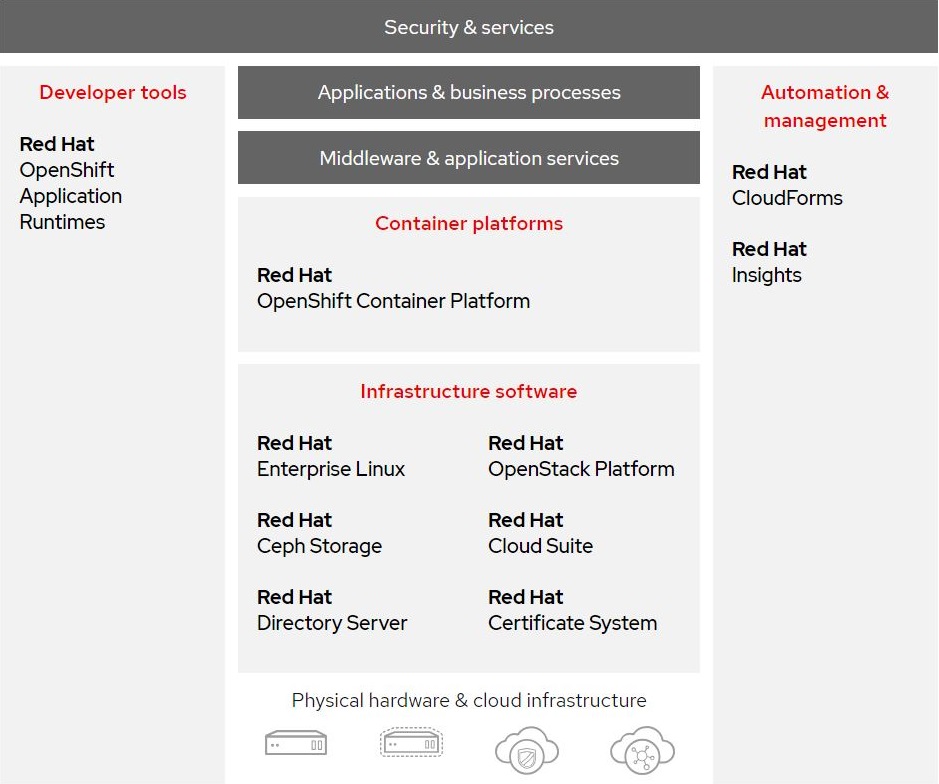 Security & services
Developer tools
Red Hat
OpenShift
Application
Runtimes
Applications & business processes
Middleware & application services
Container platforms
Red Hat
OpenShift Container Platform
Infrastructure software
Red Hat
Enterprise Linux
Red Hat
OpenStack Platform
Red Hat
Ceph Storage
Red Hat
Cloud Suite
Red Hat
Directory Server
Red Hat
Certificate System
Physical hardware & cloud infrastructure
Automation &
management
Red Hat
CloudForms
Red Hat
Insights